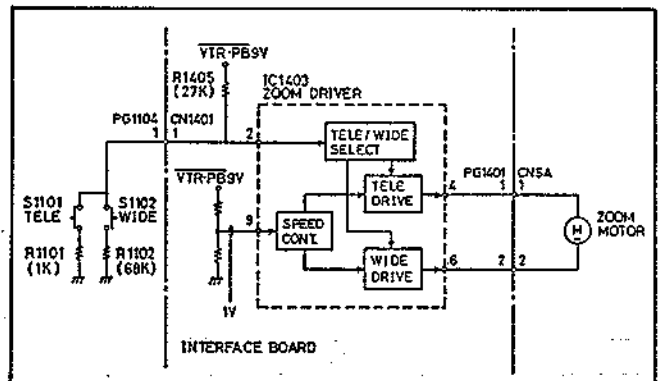 VTR·PB9V
R1405
(27K)
IC1403
ZOOM DRIVER
PG1104
CN1401
1
1
2
TELE/WIDE
SELECT
VTR·PB9V
S1101
TELE
S1102
WIDE
9
SPEED
CONT.
TELE
DRIVE
4
PG1401
CN5A
1
1
ZOOM
MOTOR
M
R1101
(1K)
R1102
(68K)
WIDE
DRIVE
6
2
2
1V
INTERFACE BOARD